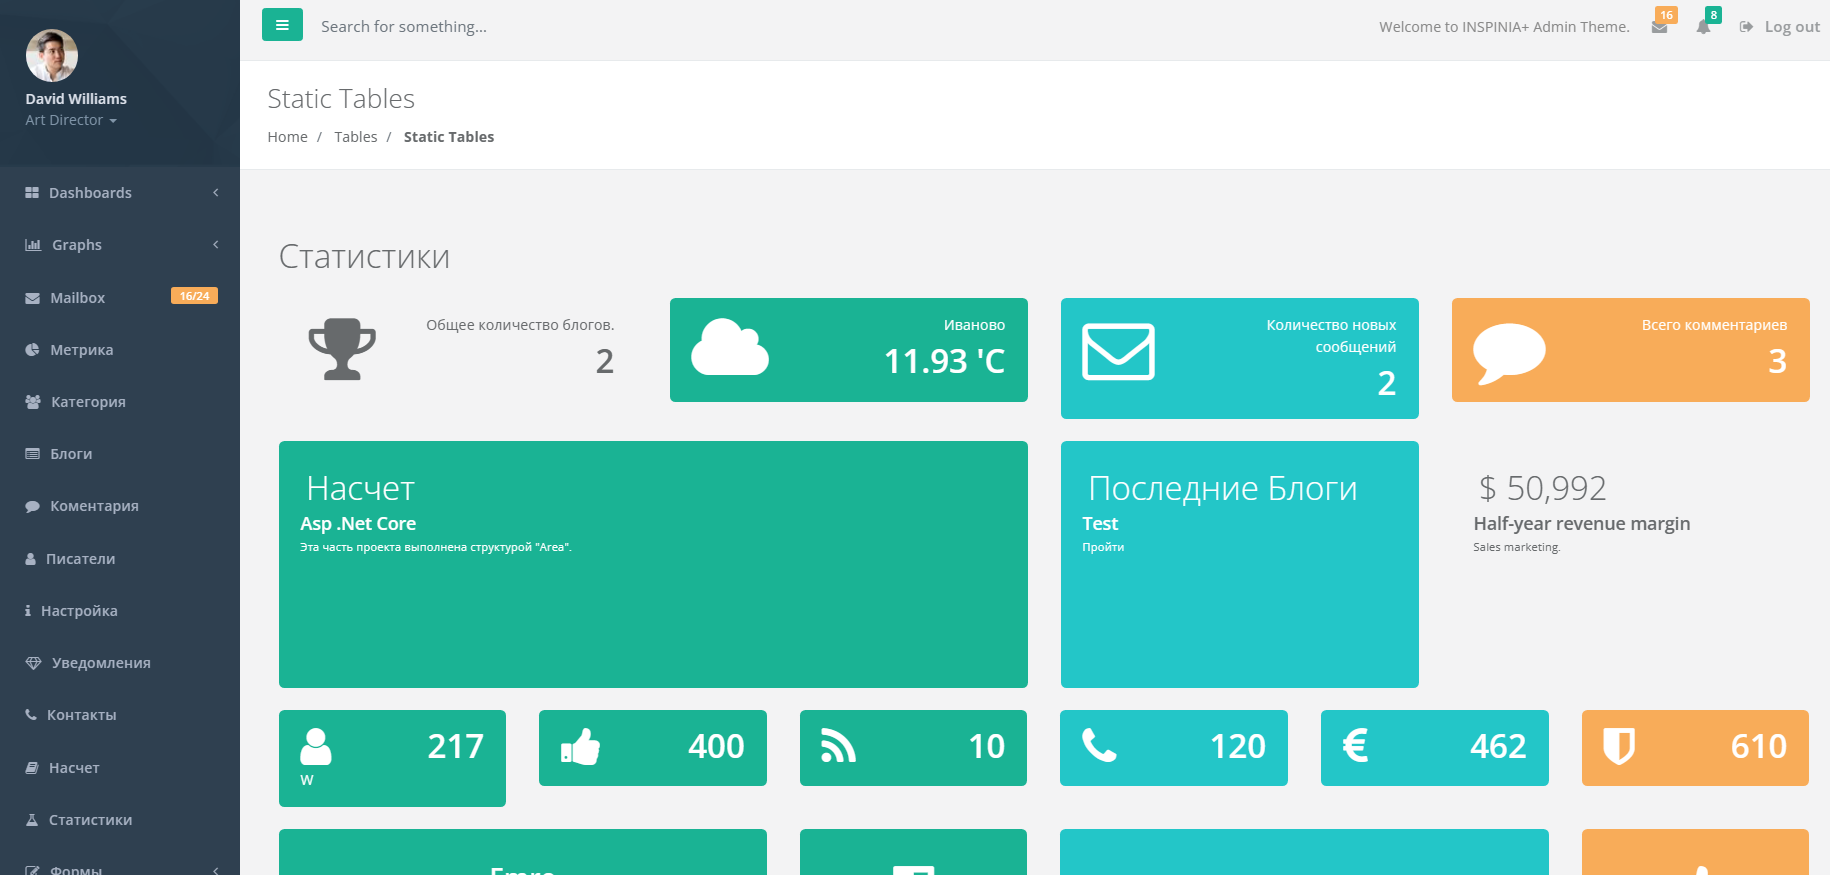 David Williams
Art Director
Dashboards
Graphs
Mailbox
16/24
Метрика
Категория
Блоги
Коментария
Писатели
Настройка
Уведомления
Контакты
Насчет
Статистики
Формы
Search for something...
Welcome to INSPINIA+ Admin Theme.
16
8
Log out
Static Tables
Home / Tables / Static Tables
Статистики
Общее количество блогов.
2
Иваново
11.93 'C
Количество новых
сообщений
2
Всего комментариев
3
Насчет
Asp .Net Core
Эта часть проекта выполнена структурой "Area".
Последние Блоги
Test
Пройти
$ 50,992
Half-year revenue margin
Sales marketing.
217
W
400
10
120
462
610